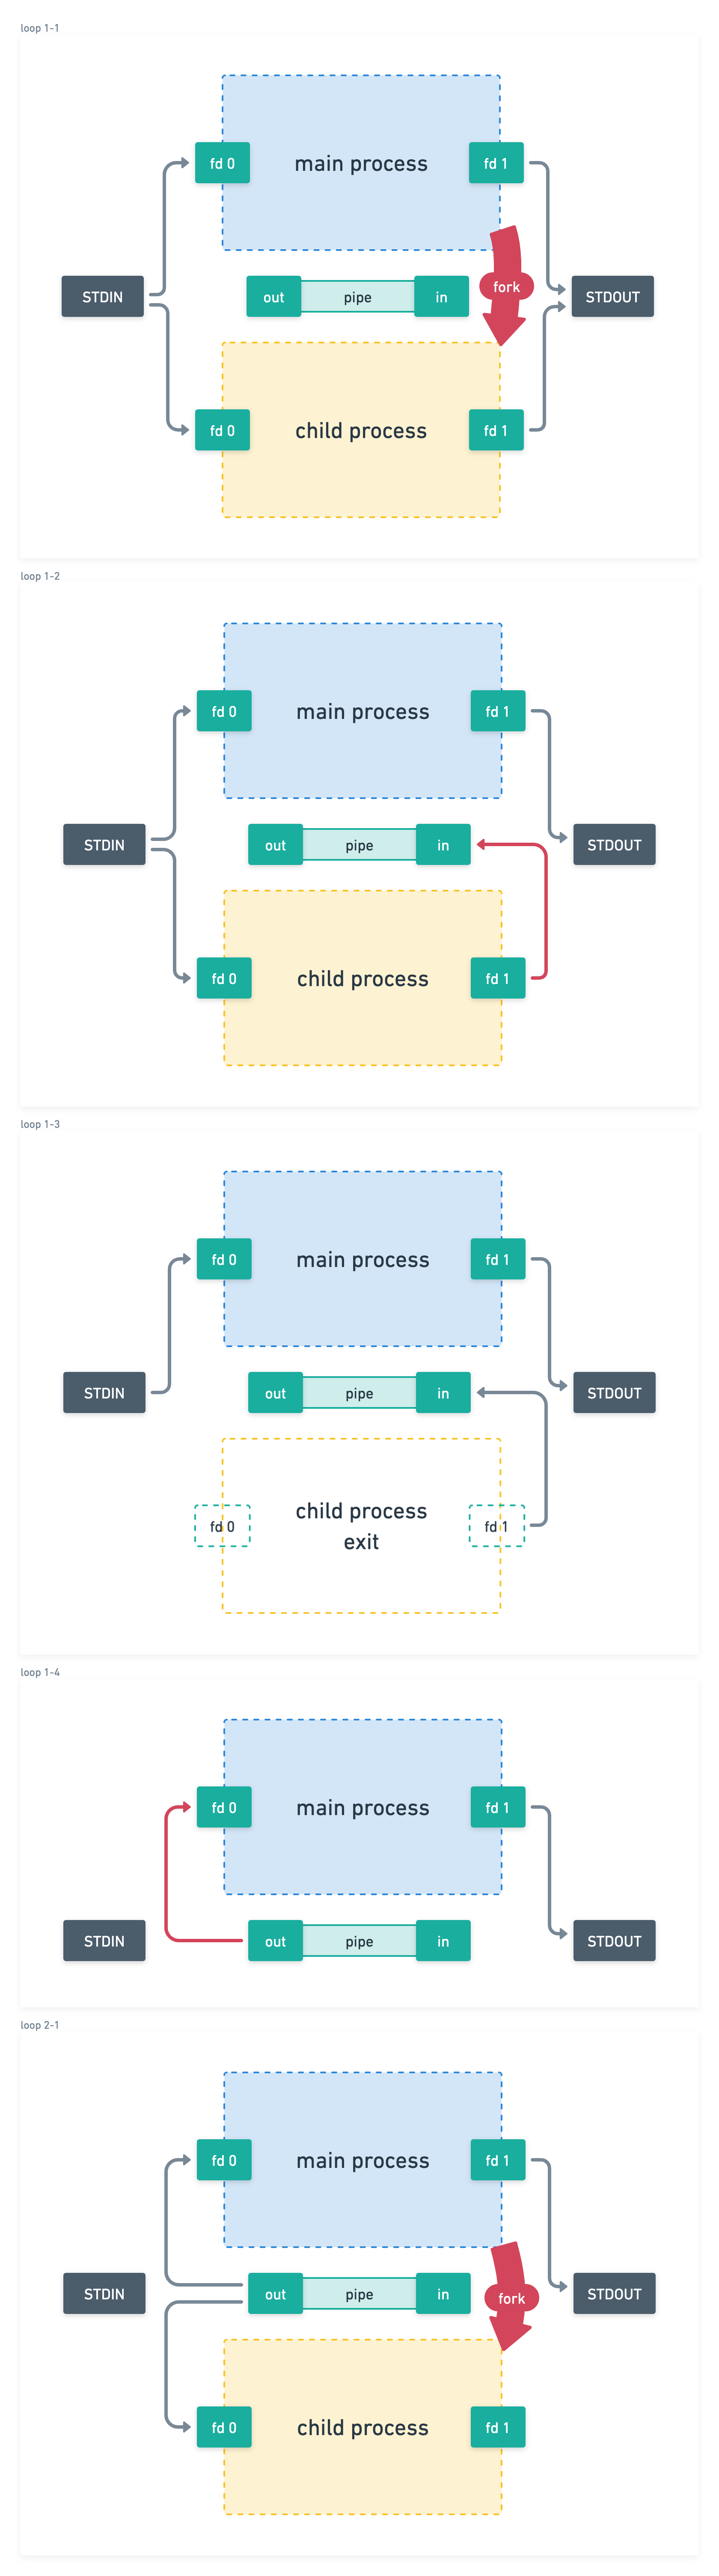 loop 1-1
fd 0
main process
fd 1
STDIN
out
pipe
in
fork
STDOUT
fd 0
child process
fd 1
loop 1-2
fd 0
main process
fd 1
STDIN
out
pipe
in
STDOUT
fd 0
child process
fd 1
loop 1-3
fd 0
main process
fd 1
STDIN
out
pipe
in
STDOUT
fd 0
child process
exit
fd 1
loop 1-4
fd 0
main process
fd 1
STDIN
out
pipe
in
STDOUT
loop 2-1
fd 0
main process
fd 1
STDIN
out
pipe
in
fork
STDOUT
fd 0
child process
fd 1